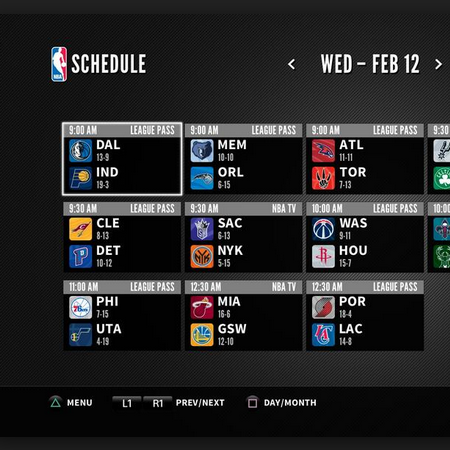 SCHEDULE
WED - FEB 12
9:00 AM LEAGUE PASS
DAL
13-9
IND
19-3
9:00 AM LEAGUE PASS
MEM
10-10
ORL
6-15
9:00 AM LEAGUE PASS
ATL
11-11
TOR
7-13
9:30
9:30 AM LEAGUE PASS
CLE
8-13
DET
10-12
9:30 AM NBA TV
SAC
6-13
NYK
5-15
10:00 AM LEAGUE PASS
WAS
9-11
HOU
15-7
11:00 AM LEAGUE PASS
PHI
7-15
UTA
4-19
12:30 AM NBA TV
MIA
16-6
GSW
12-10
12:30 AM LEAGUE PASS
POR
18-4
LAC
14-8
MENU L1 R1 PREV/NEXT DAY/MONTH